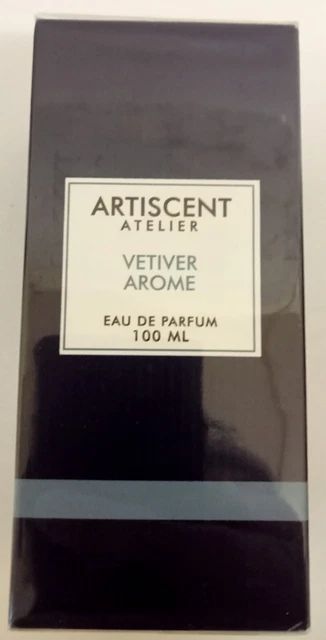 ARTISCENT
ATELIER
VETIVER
AROME
EAU DE PARFUM
100 ML